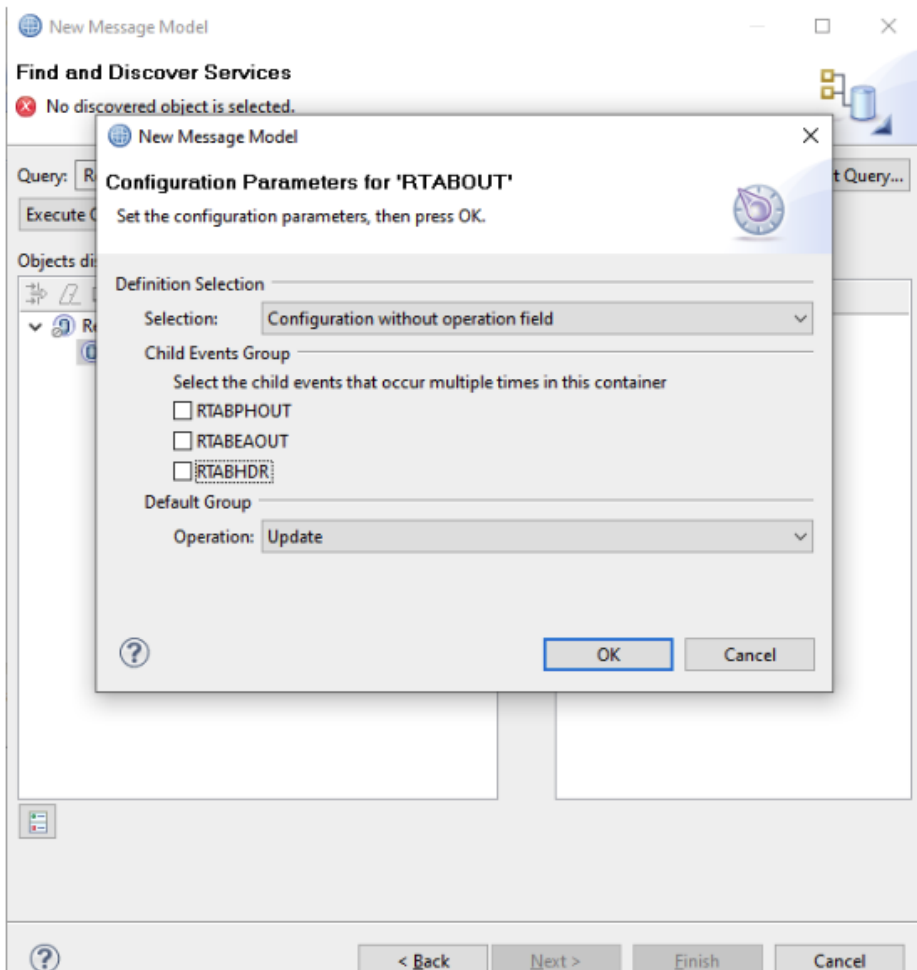 New Message Model
Find and Discover Services
No discovered object is selected.
New Message Model
Configuration Parameters for 'RTABOUT'
Set the configuration parameters, then press OK.
Query:
t Query...
Execute
Objects
Definition Selection
Selection: Configuration without operation field
Child Events Group
Select the child events that occur multiple times in this container
RTABPHOUT
RTABEAOUT
RTABHDR
Default Group
Operation: Update
OK Cancel
< Back Next > Finish Cancel